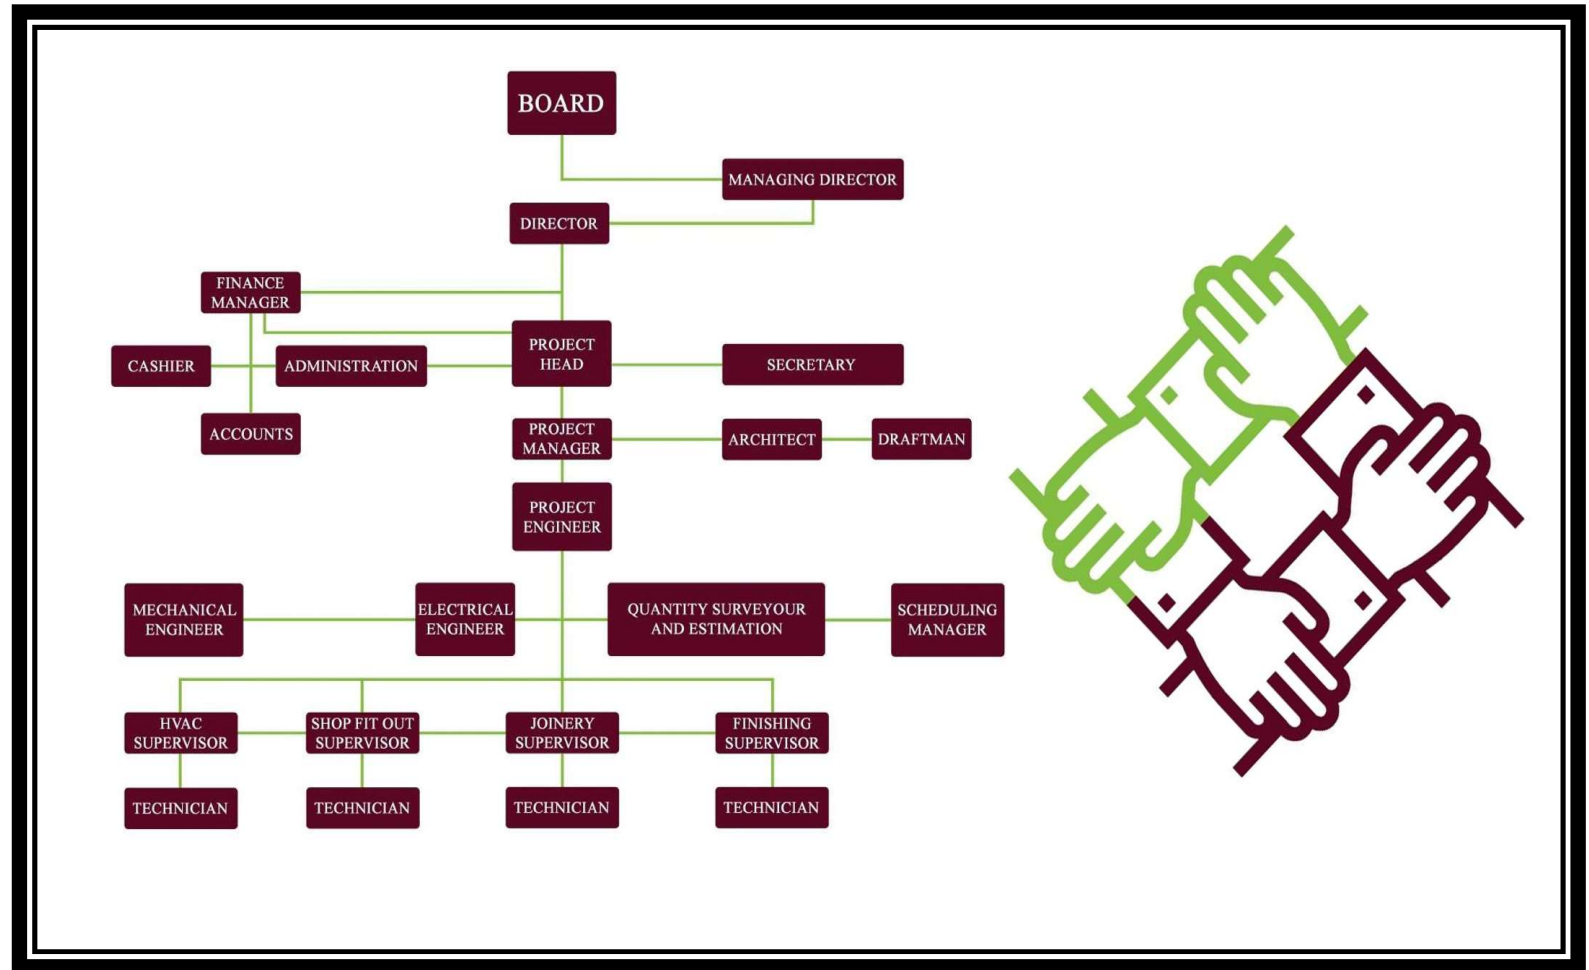 BOARD
MANAGING DIRECTOR
DIRECTOR
FINANCE
MANAGER
PROJECT
HEAD
CASHIER
ADMINISTRATION
SECRETARY
ACCOUNTS
PROJECT
MANAGER
ARCHITECT
DRAFTMAN
PROJECT
ENGINEER
MECHANICAL
ENGINEER
ELECTRICAL
ENGINEER
QUANTITY SURVEYOUR
AND ESTIMATION
SCHEDULING
MANAGER
HVAC
SUPERVISOR
SHOP FIT OUT
SUPERVISOR
JOINERY
SUPERVISOR
FINISHING
SUPERVISOR
TECHNICIAN
TECHNICIAN
TECHNICIAN
TECHNICIAN